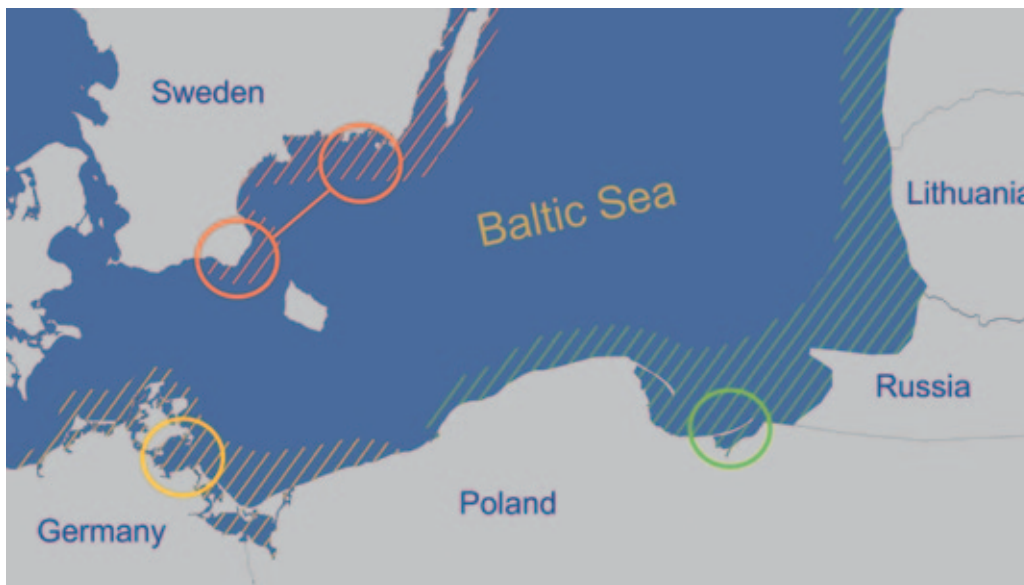 Sweden
Lithuania
Baltic Sea
Russia
Poland
Germany